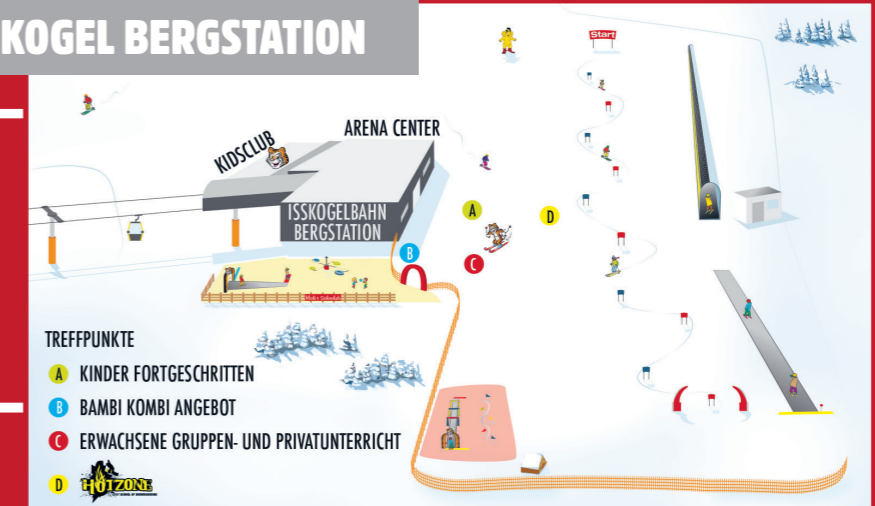 KOGEL BERGSTATION
Start
ARENA CENTER
KIDSCLUB
ISSKOGELBAHN
BERGSTATION
A
D
B
C
TREFFPUNKTE
A KINDER FORTGESCHRITTEN
B BAMBI KOMBI ANGEBOT
C ERWACHSENE GRUPPEN- UND PRIVATUNTERRICHT
D HOTZONE